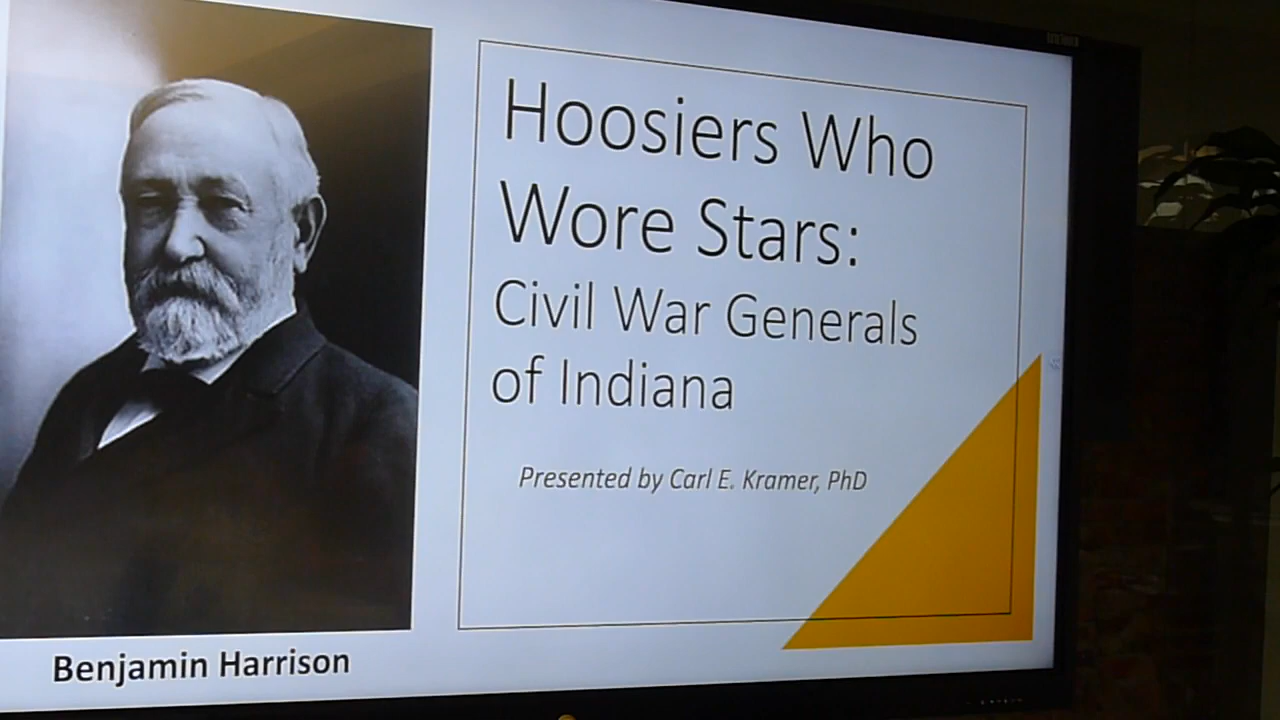 Hoosiers Who
Wore Stars:
Civil War Generals
of Indiana
Presented by Carl E. Kramer, PhD
Benjamin Harrison